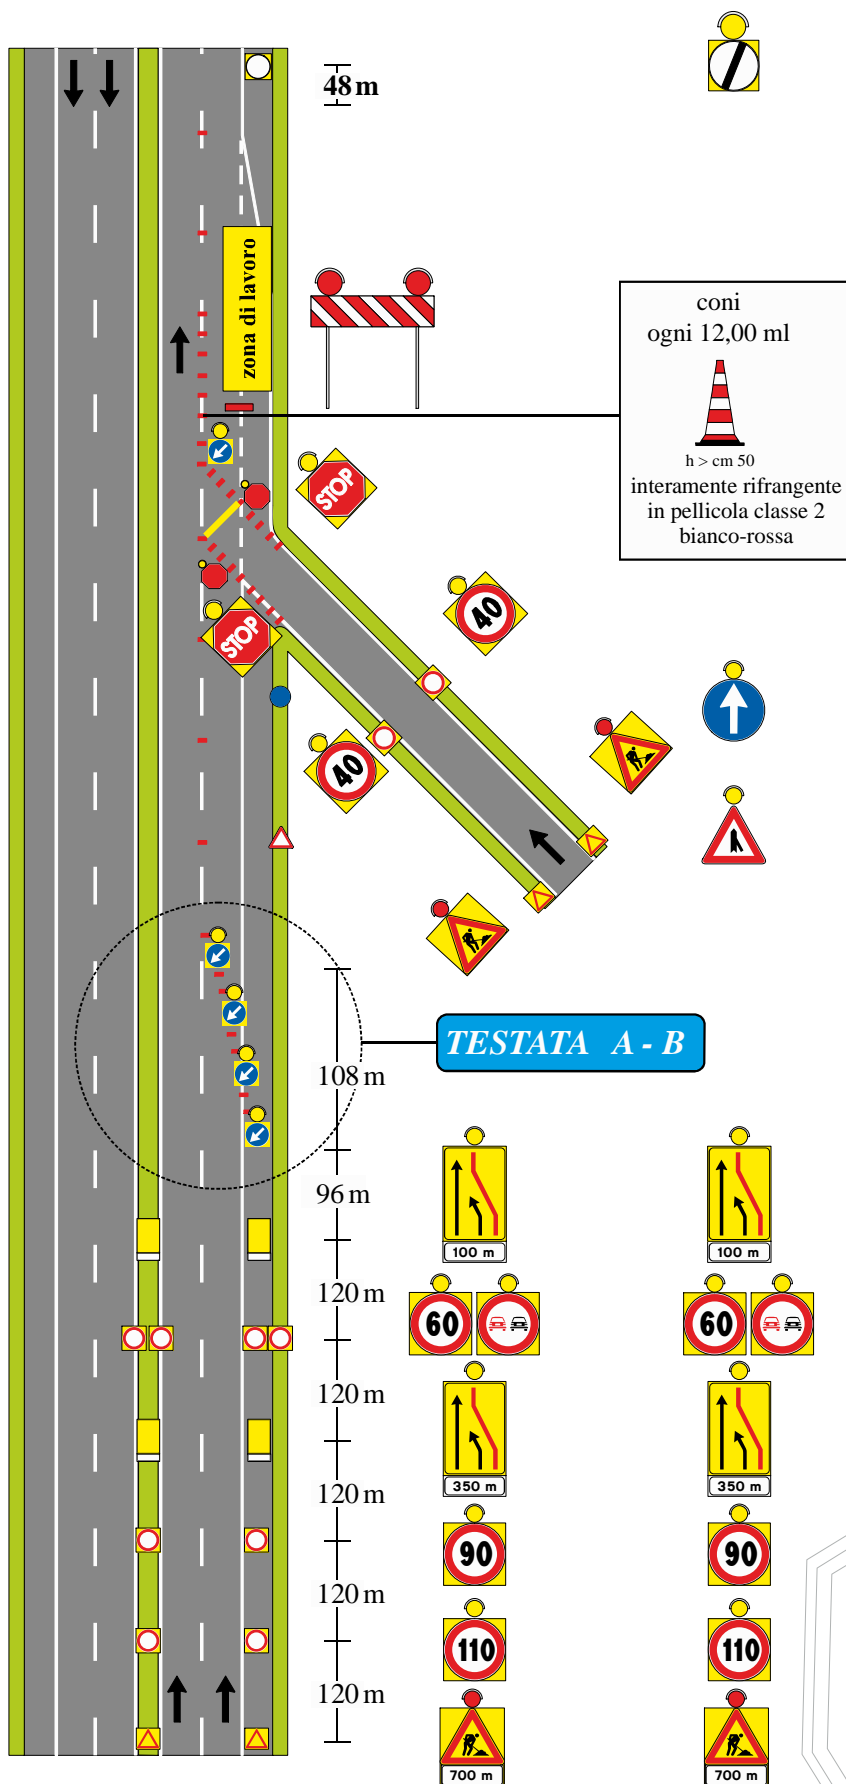 48 m
zona di lavoro
coni
ogni 12,00 ml
h > cm 50
interamente rifrangente
in pellicola classe 2
bianco-rossa
STOP
40
STOP
40
TESTATA A - B
108 m
96 m
100 m
100 m
120 m
60
60
120 m
350 m
350 m
120 m
90
90
120 m
110
110
120 m
700 m
700 m